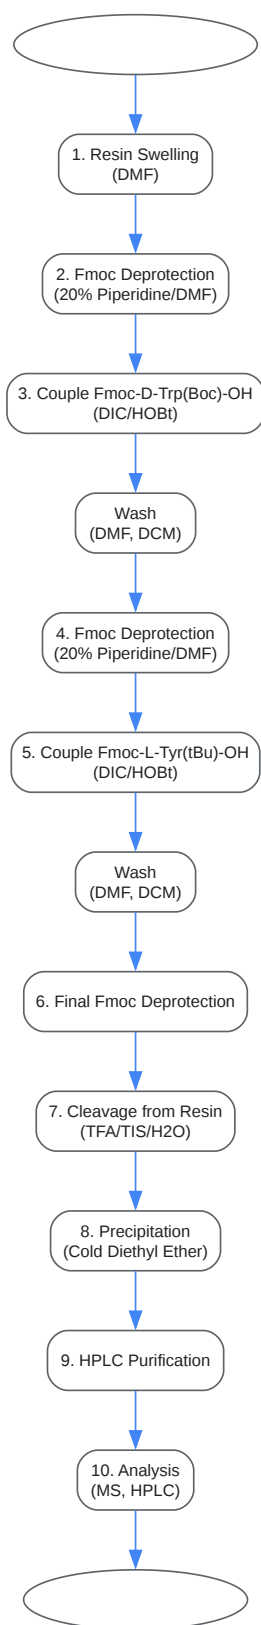 1. Resin Swelling
(DMF)
2. Fmoc Deprotection
(20% Piperidine/DMF)
3. Couple Fmoc-D-Trp(Boc)-OH
(DIC/HOBt)
Wash
(DMF, DCM)
4. Fmoc Deprotection
(20% Piperidine/DMF)
5. Couple Fmoc-L-Tyr(tBu)-OH
(DIC/HOBt)
Wash
(DMF, DCM)
6. Final Fmoc Deprotection
7. Cleavage from Resin
(TFA/TIS/H2O)
8. Precipitation
(Cold Diethyl Ether)
9. HPLC Purification
10. Analysis
(MS, HPLC)